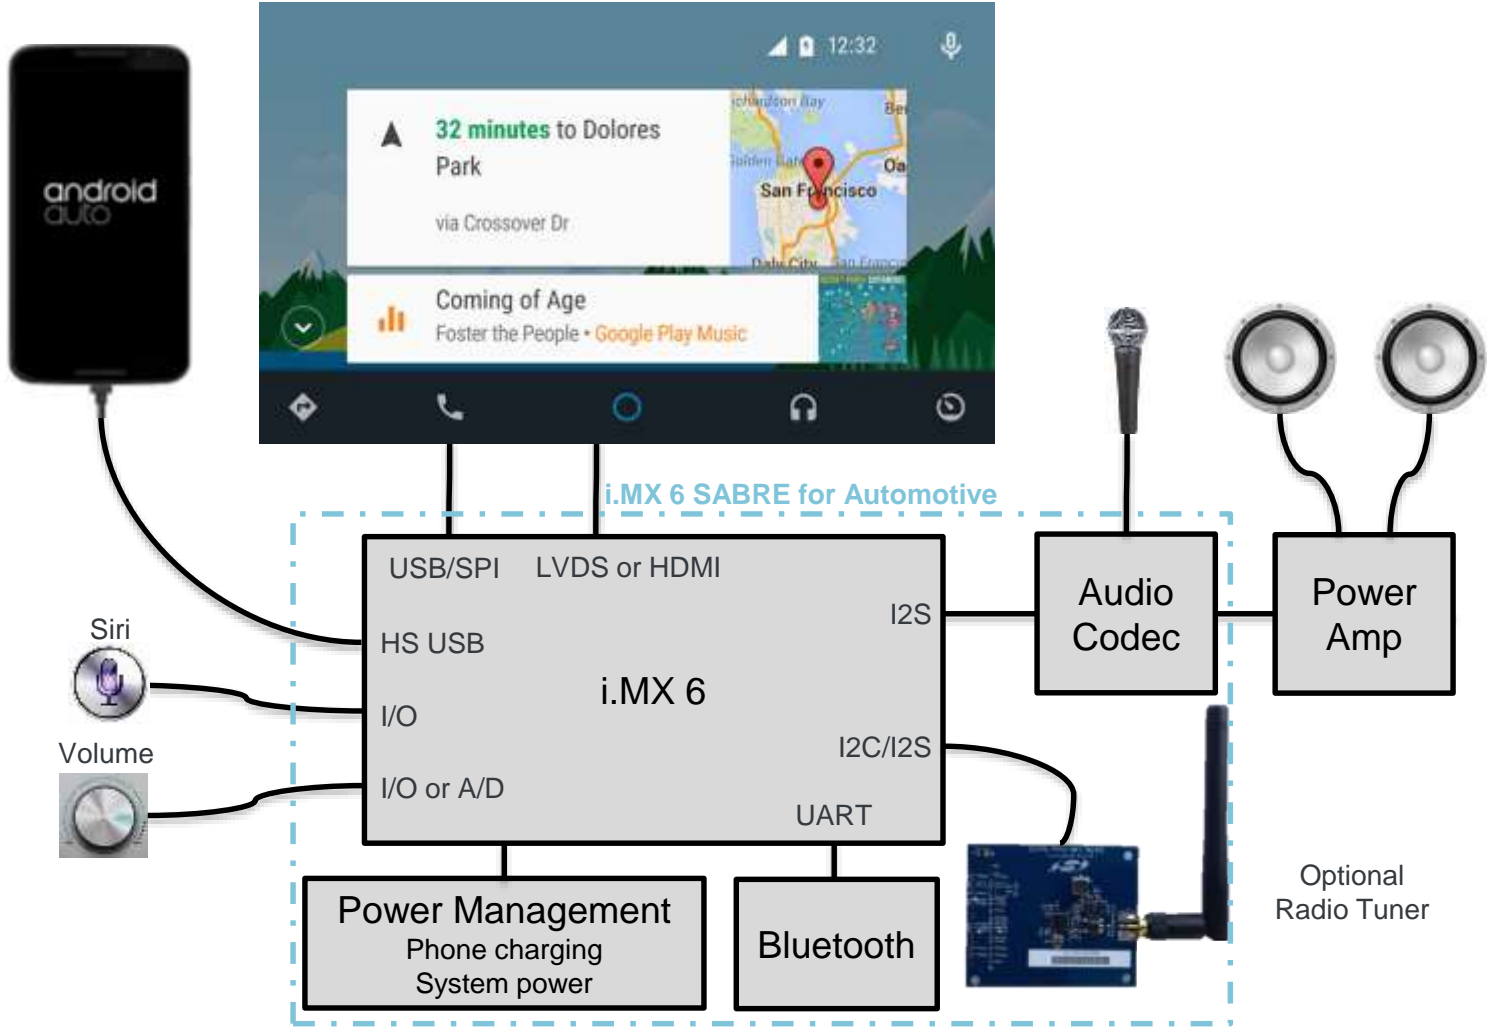 android
auto
12:32
32 minutes to Dolores
Park
via Crossover Dr
San Francisco
Daly City
Coming of Age
Foster the People • Google Play Music
i.MX 6 SABRE for Automotive
USB/SPI
LVDS or HDMI
HS USB
I2S
Audio
Codec
Power
Amp
Siri
i.MX 6
I/O
Volume
I2C/I2S
I/O or A/D
UART
Power Management
Phone charging
System power
Bluetooth
Optional
Radio Tuner